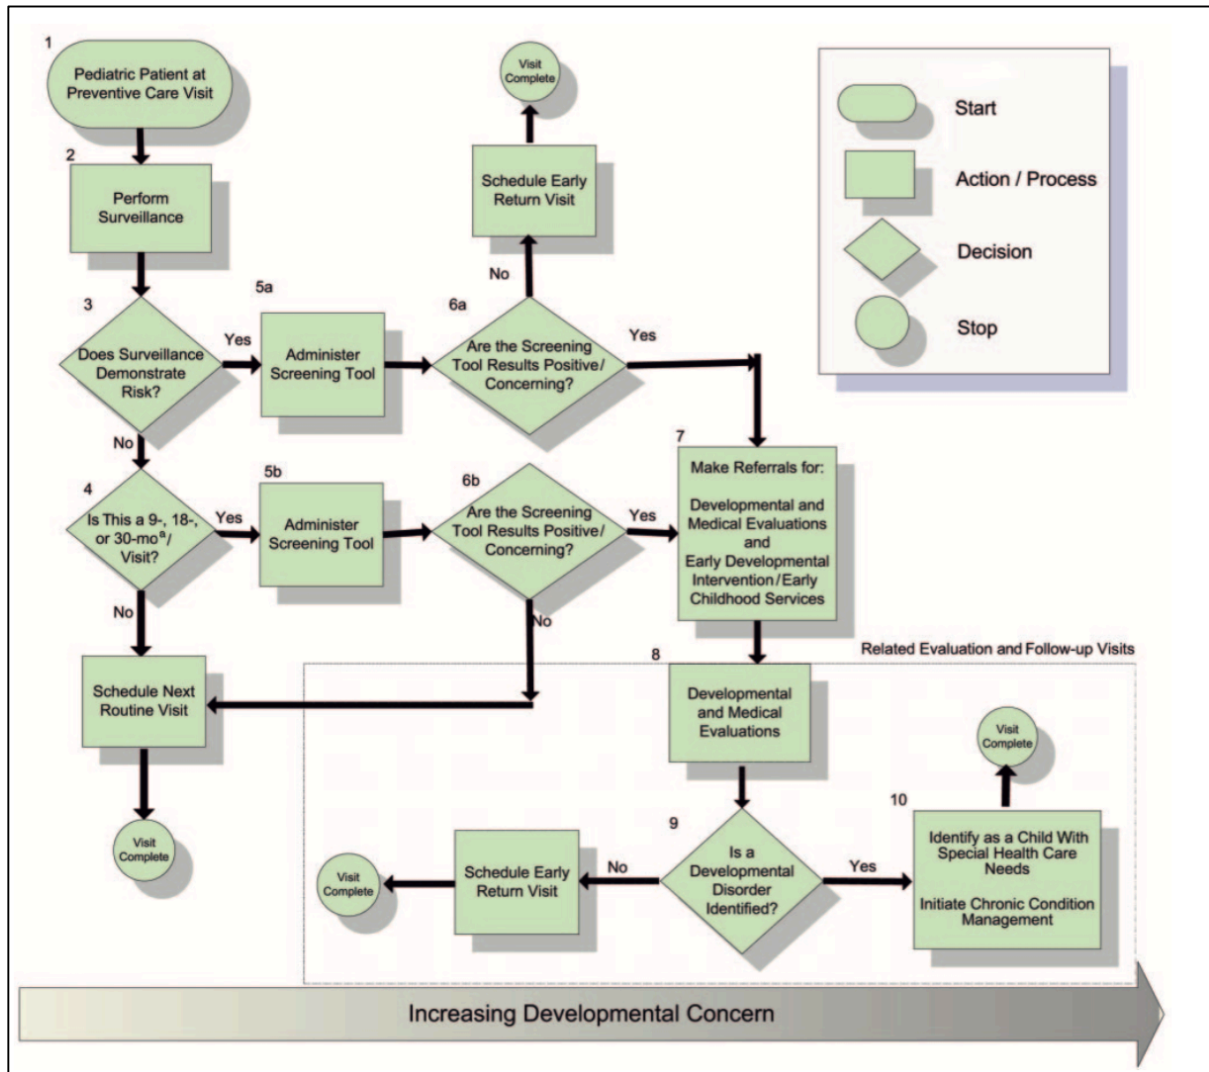 1
Pediatric Patient at
Preventive Care Visit
2
Perform
Surveillance
3
Does Surveillance
Demonstrate
Risk?
Yes
No
5a
Administer
Screening Tool
6a
Are the Screening
Tool Results Positive/
Concerning?
Yes
No
Schedule Early
Return Visit
Visit
Complete
4
Is This a 9-, 18-,
or 30-moᵃ/
Visit?
Yes
No
5b
Administer
Screening Tool
6b
Are the Screening
Tool Results Positive/
Concerning?
Yes
No
Schedule Next
Routine Visit
Visit
Complete
7
Make Referrals for:
Developmental and
Medical Evaluations
and
Early Developmental
Intervention/Early
Childhood Services
Related Evaluation and Follow-up Visits
8
Developmental
and Medical
Evaluations
9
Is a
Developmental
Disorder
Identified?
No
Schedule Early
Return Visit
Visit
Complete
Yes
10
Identify as a Child With
Special Health Care
Needs
Initiate Chronic Condition
Management
Visit
Complete
Start
Action / Process
Decision
Stop
Increasing Developmental Concern